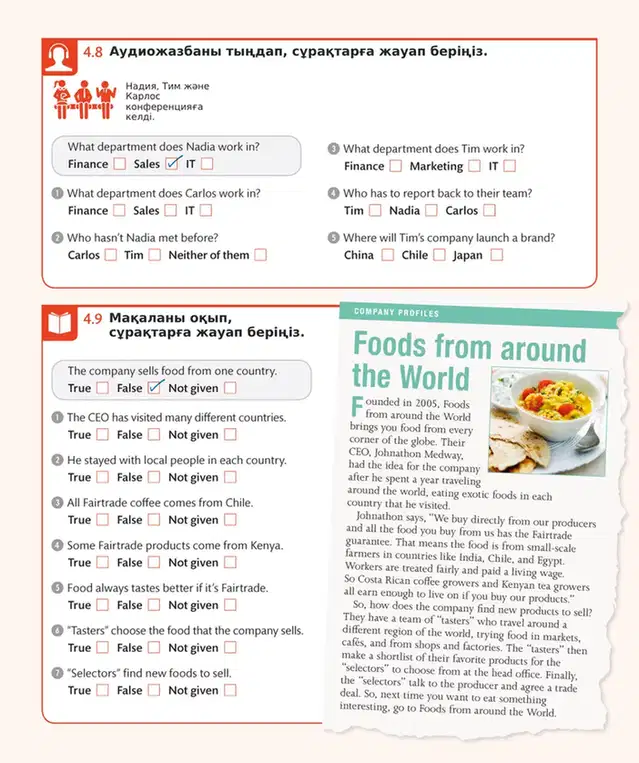 4.8 Аудиожазбаны тыңдап, сұрақтарға жауап беріңіз.
Надия, Тим және
Карлос
конференцияға
келді.
What department does Nadia work in?
Finance Sales IT
1 What department does Carlos work in?
Finance Sales IT
2 Who hasn't Nadia met before?
Carlos Tim Neither of them
3 What department does Tim work in?
Finance Marketing IT
4 Who has to report back to their team?
Tim Nadia Carlos
5 Where will Tim's company launch a brand?
China Chile Japan
4.9 Мақаланы оқып,
сұрақтарға жауап беріңіз.
The company sells food from one country.
True False Not given
1 The CEO has visited many different countries.
True False Not given
2 He stayed with local people in each country.
True False Not given
3 All Fairtrade coffee comes from Chile.
True False Not given
4 Some Fairtrade products come from Kenya.
True False Not given
5 Food always tastes better if it's Fairtrade.
True False Not given
6 "Tasters" choose the food that the company sells.
True False Not given
7 "Selectors" find new foods to sell.
True False Not given
COMPANY PROFILES
Foods from around
the World
Founded in 2005, Foods
from around the World
brings you food from every
corner of the globe. Their
CEO, Johnathon Medway,
had the idea for the company
after he spent a year traveling
around the world, eating exotic foods in each
country that he visited.
Johnathon says, "We buy directly from our producers
and all the food you buy from us has the Fairtrade
guarantee. That means the food is from small-scale
farmers in countries like India, Chile, and Egypt.
Workers are treated fairly and paid a living wage.
So Costa Rican coffee growers and Kenyan tea growers
all earn enough to live on if you buy our products."
So, how does the company find new products to sell?
They have a team of "tasters" who travel around a
different region of the world, trying food in markets,
cafés, and from shops and factories. The "tasters" then
make a shortlist of their favorite products for the
"selectors" to choose from at the head office. Finally,
the "selectors" talk to the producer and agree a trade
deal. So, next time you want to eat something
interesting, go to Foods from around the World.